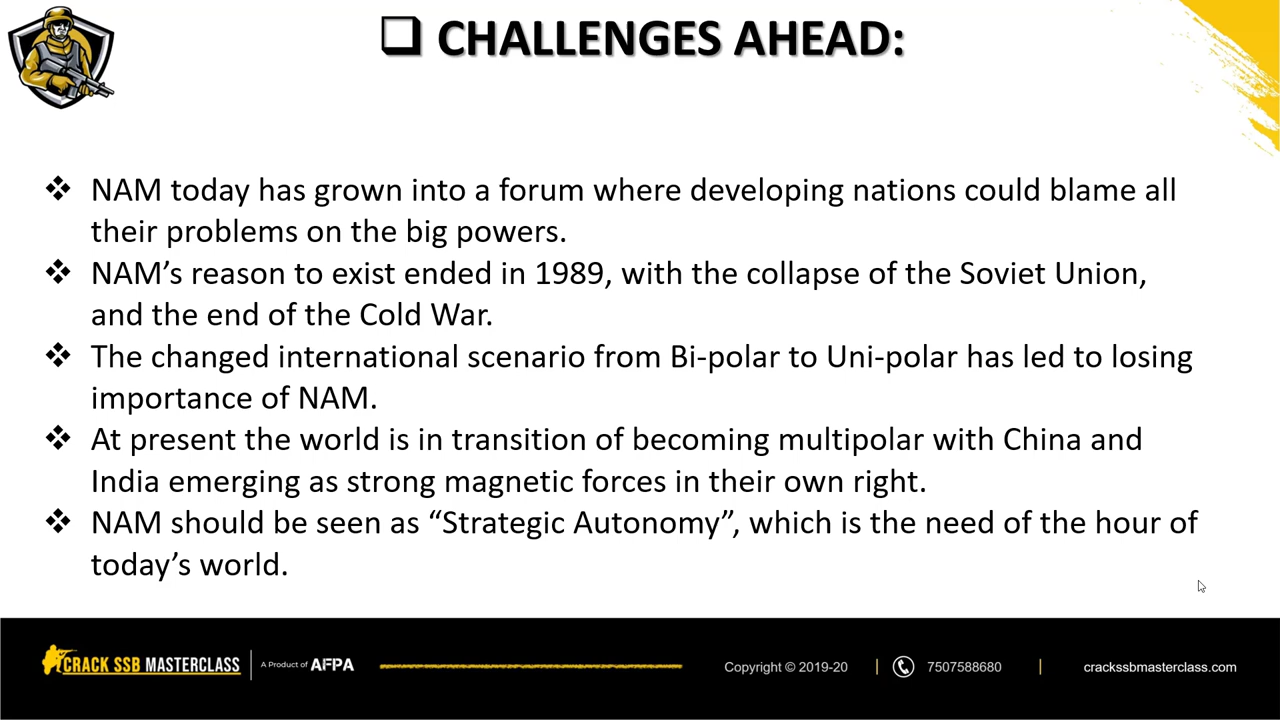 ❑ CHALLENGES AHEAD:
❖ NAM today has grown into a forum where developing nations could blame all
their problems on the big powers.
❖ NAM’s reason to exist ended in 1989, with the collapse of the Soviet Union,
and the end of the Cold War.
❖ The changed international scenario from Bi-polar to Uni-polar has led to losing
importance of NAM.
❖ At present the world is in transition of becoming multipolar with China and
India emerging as strong magnetic forces in their own right.
❖ NAM should be seen as “Strategic Autonomy”, which is the need of the hour of
today’s world.
CRACK SSB MASTERCLASS | A Product of AFPA Copyright © 2019-20 | 7507588680 | crackssbmasterclass.com